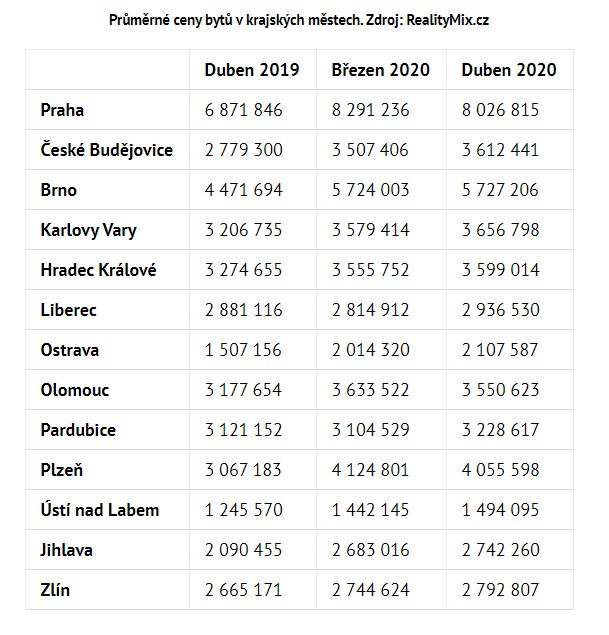 Průměrné ceny bytů v krajských městech. Zdroj: RealityMix.cz
Duben 2019 Březen 2020 Duben 2020
Praha 6 871 846 8 291 236 8 026 815
České Budějovice 2 779 300 3 507 406 3 612 441
Brno 4 471 694 5 724 003 5 727 206
Karlovy Vary 3 206 735 3 579 414 3 656 798
Hradec Králové 3 274 655 3 555 752 3 599 014
Liberec 2 881 116 2 814 912 2 936 530
Ostrava 1 507 156 2 014 320 2 107 587
Olomouc 3 177 654 3 633 522 3 550 623
Pardubice 3 121 152 3 104 529 3 228 617
Plzeň 3 067 183 4 124 801 4 055 598
Ústí nad Labem 1 245 570 1 442 145 1 494 095
Jihlava 2 090 455 2 683 016 2 742 260
Zlín 2 665 171 2 744 624 2 792 807